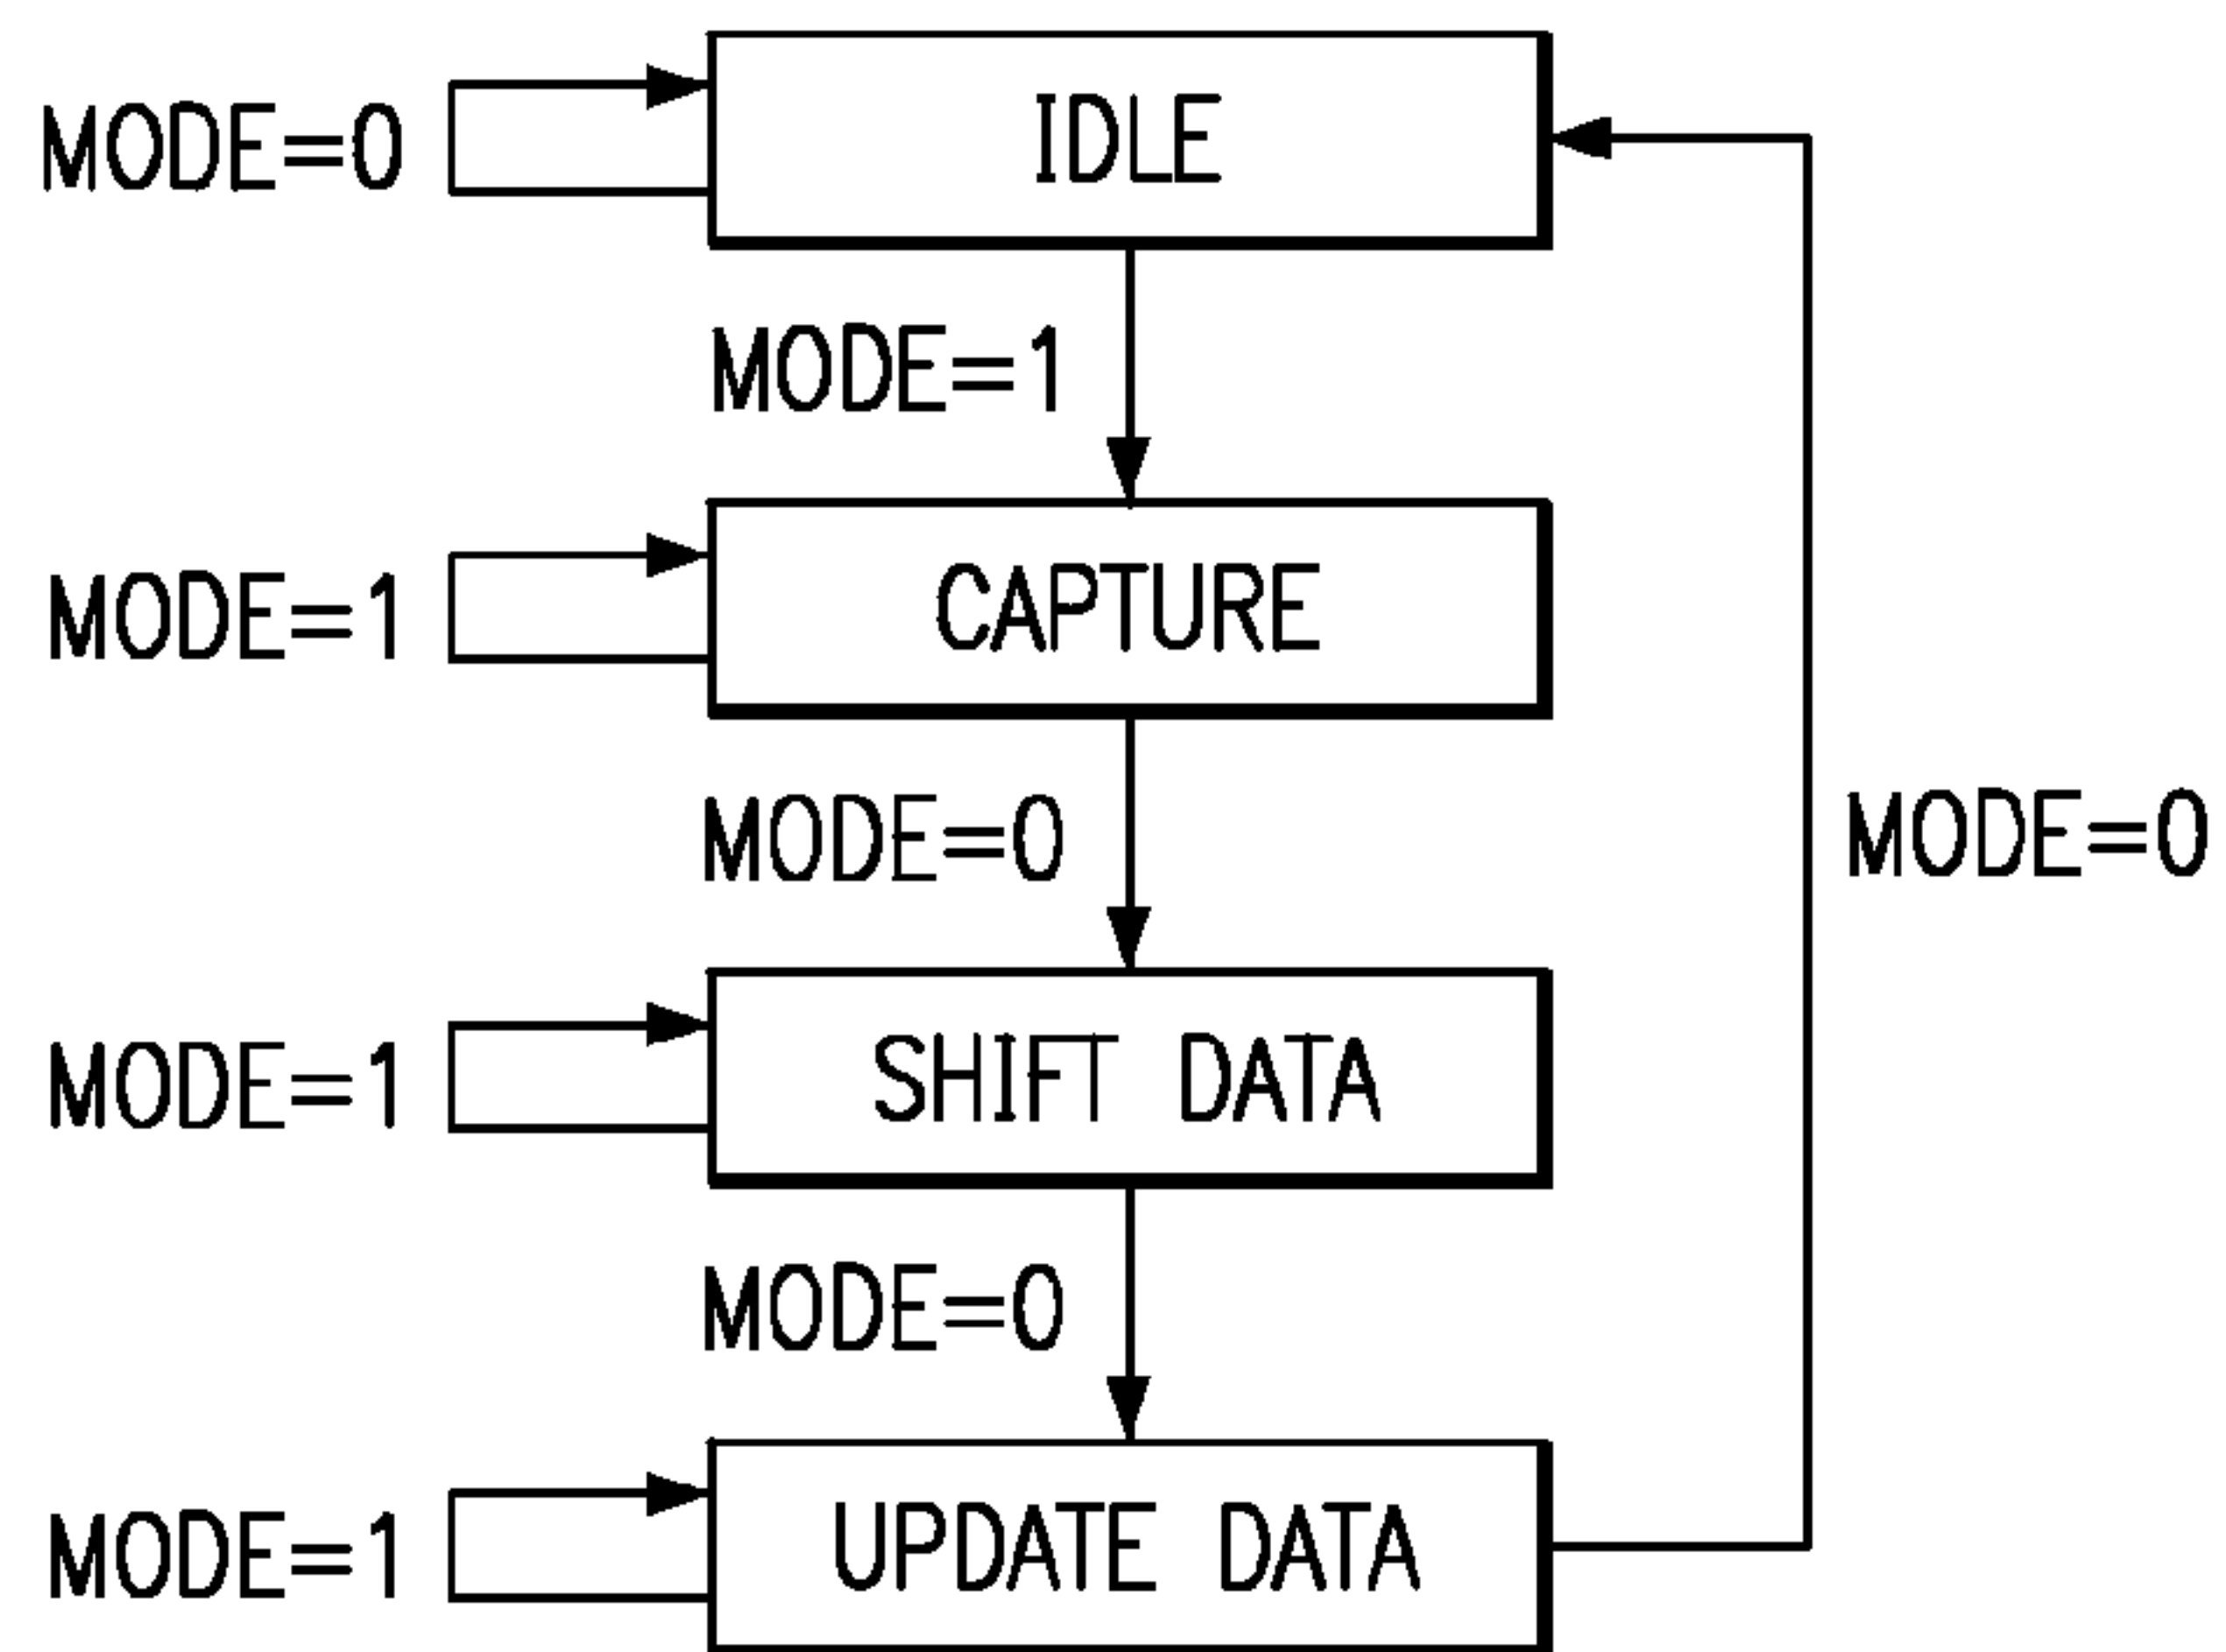 MODE=0
IDLE
MODE=1
MODE=1
CAPTURE
MODE=0
MODE=0
MODE=1
SHIFT DATA
MODE=0
MODE=1
UPDATE DATA